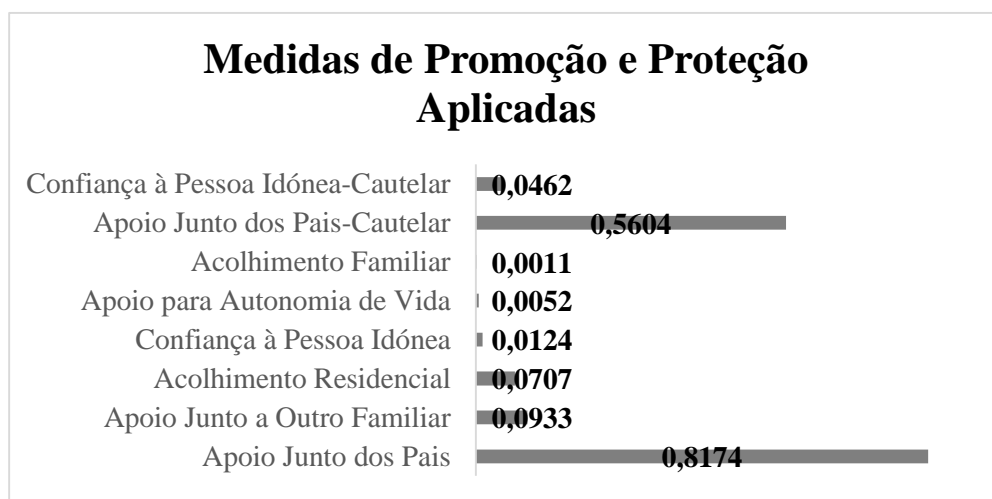 Medidas de Promoção e Proteção
Aplicadas
Confiança à Pessoa Idónea-Cautelar 0,0462
Apoio Junto dos Pais-Cautelar 0,5604
Acolhimento Familiar 0,0011
Apoio para Autonomia de Vida 0,0052
Confiança à Pessoa Idónea 0,0124
Acolhimento Residencial 0,0707
Apoio Junto a Outro Familiar 0,0933
Apoio Junto dos Pais 0,8174